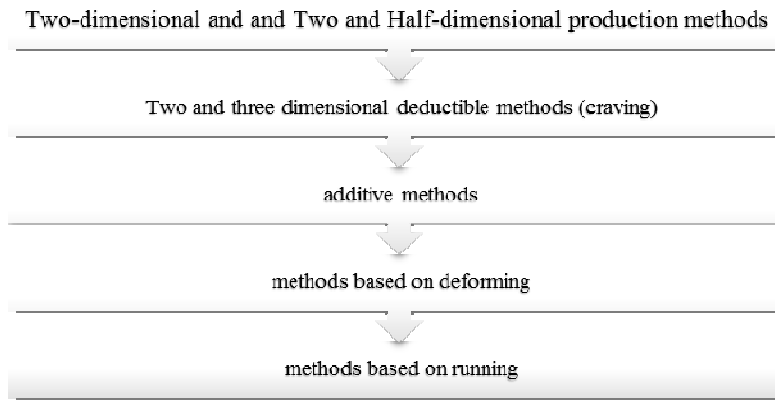 Two-dimensional and and Two and Half-dimensional production methods
Two and three dimensional deductible methods (craving)
additive methods
methods based on deforming
methods based on running